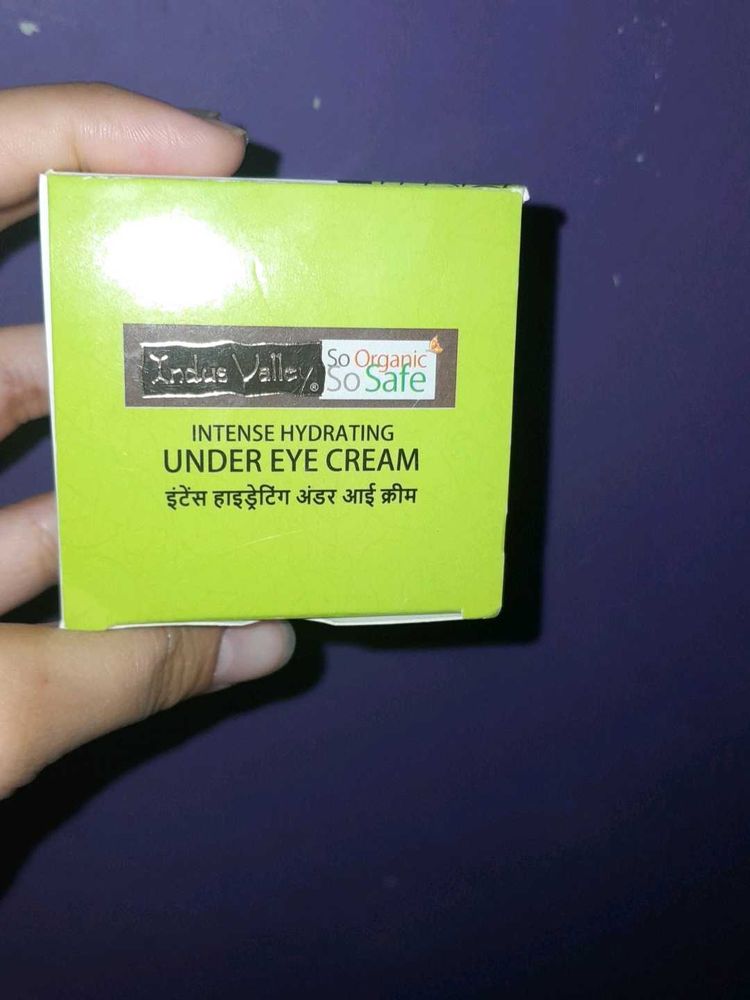 Indus Valley®
So Organic
So Safe
INTENSE HYDRATING
UNDER EYE CREAM
इंटेंस हाइड्रेटिंग अंडर आई क्रीम